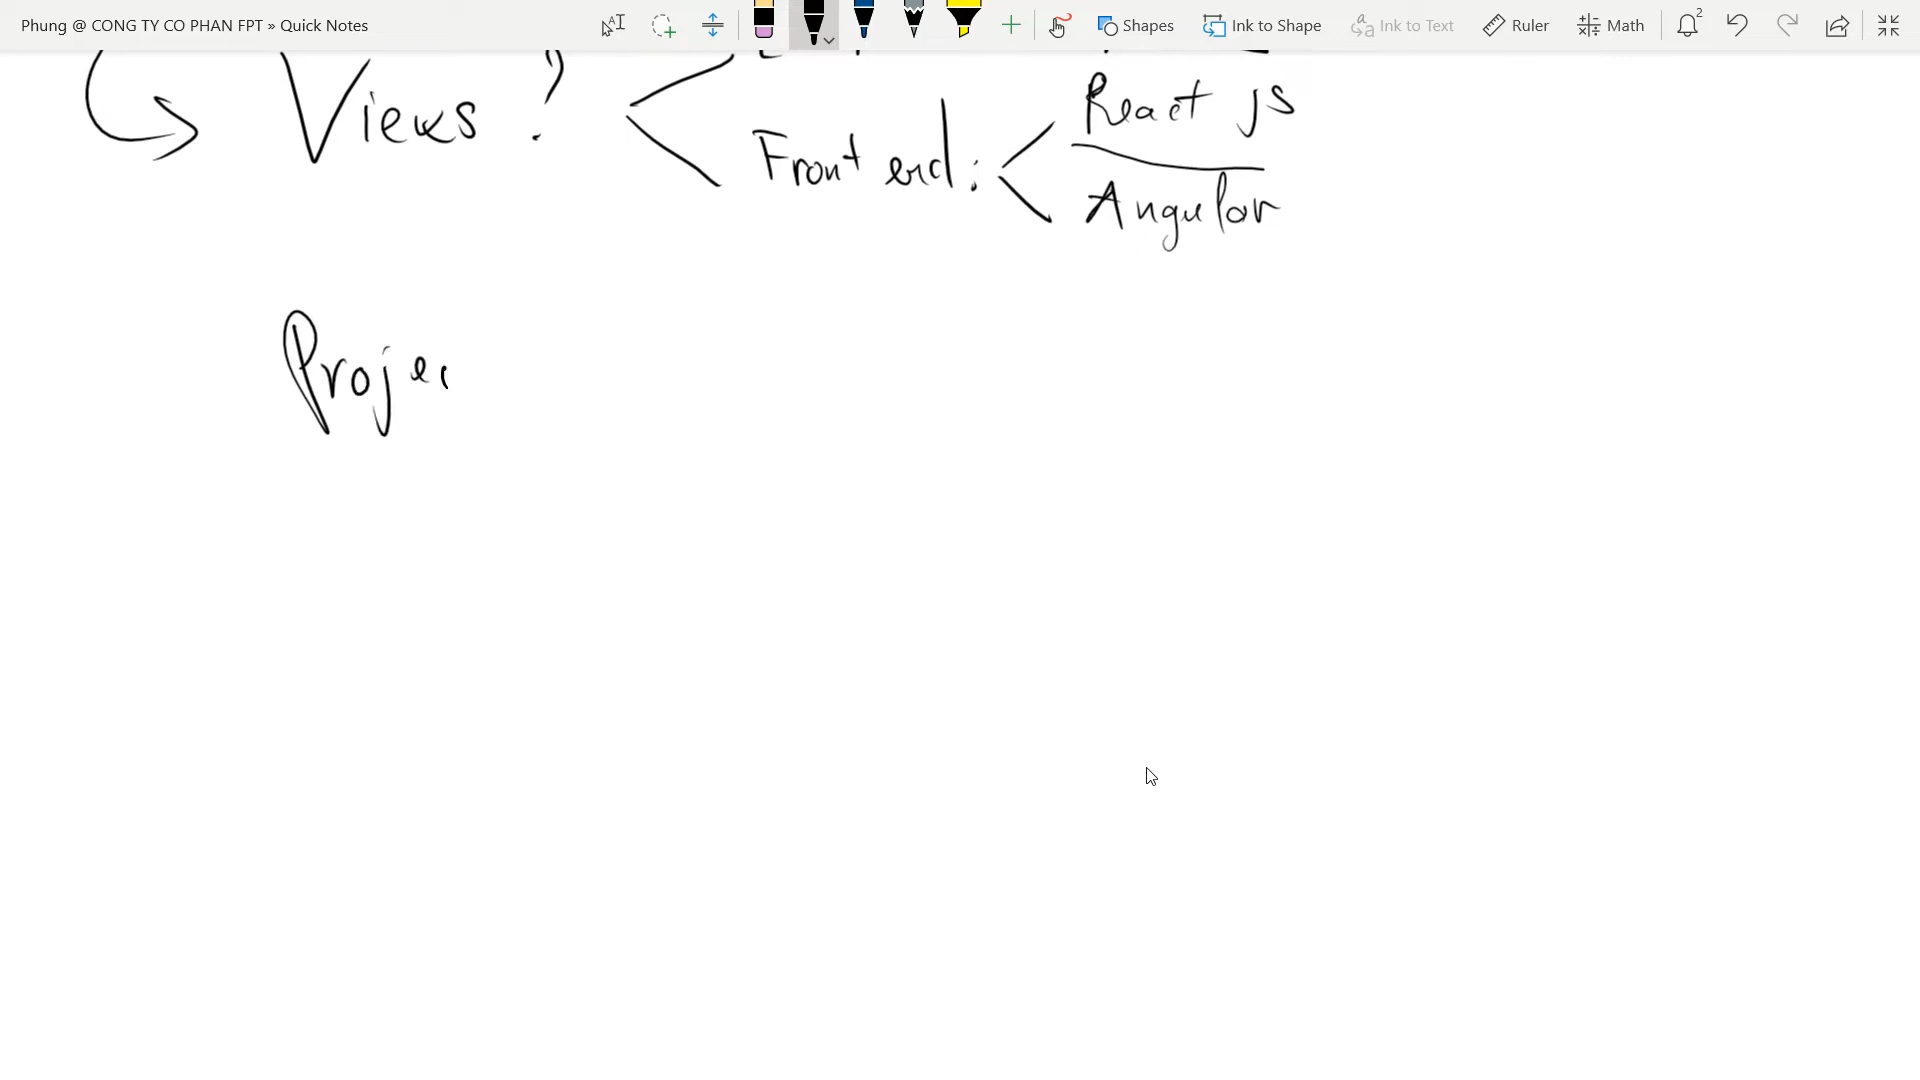 Phung @ CONG TY CO PHAN FPT » Quick Notes
Shapes
Ink to Shape
Ink to Text
Ruler
Math
2
Views ?
React js
Front end:
Angular
Projec